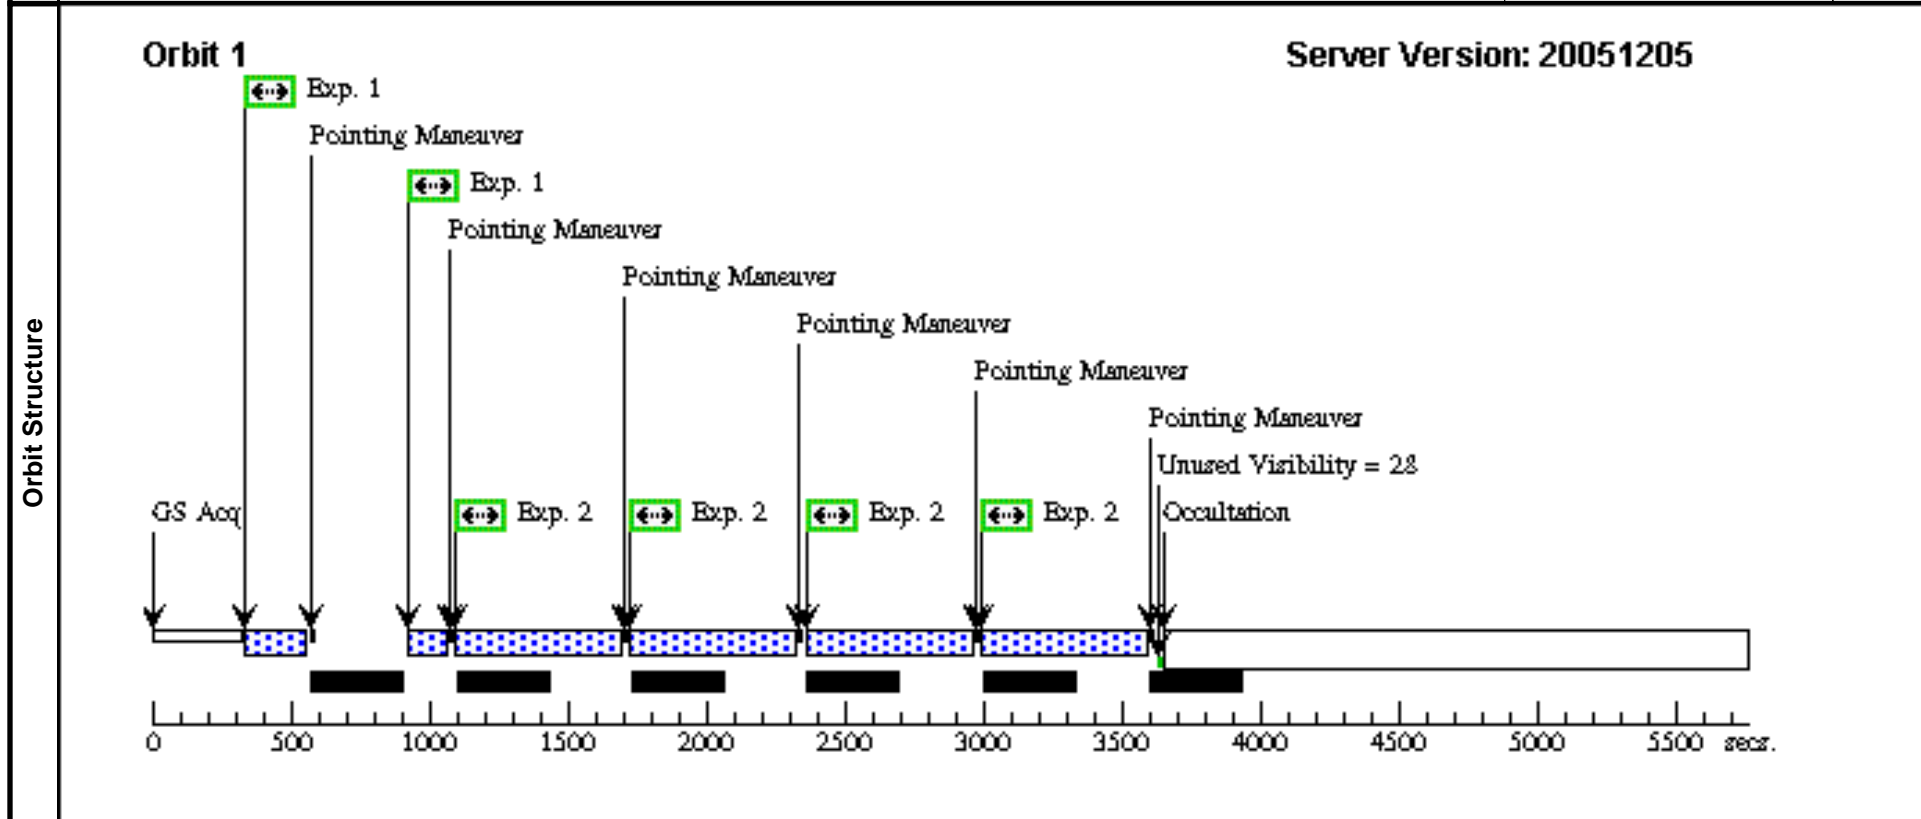 Orbit 1
Server Version: 20051205
Exp. 1
Pointing Maneuver
Exp. 1
Pointing Maneuver
Pointing Maneuver
Pointing Maneuver
Pointing Maneuver
Pointing Maneuver
Unused Visibility = 28
GS Acq
Exp. 2
Exp. 2
Exp. 2
Exp. 2
Occultation
Orbit Structure
0 500 1000 1500 2000 2500 3000 3500 4000 4500 5000 5500 secs.